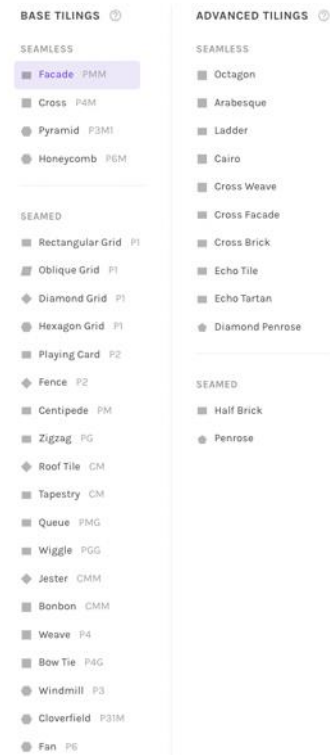 BASE TILINGS
SEAMLESS
Facade PMM
Cross P4M
Pyramid P3M1
Honeycomb P6M
SEAMED
Rectangular Grid P1
Oblique Grid P1
Diamond Grid P1
Hexagon Grid P1
Playing Card P2
Fence P2
Centipede PM
Zigzag PG
Roof Tile CM
Tapestry CM
Queue PMG
Wiggle PGG
Jester CMM
Bonbon CMM
Weave P4
Bow Tie P4G
Windmill P3
Cloverfield P31M
Fan P6
ADVANCED TILINGS
SEAMLESS
Octagon
Arabesque
Ladder
Cairo
Cross Weave
Cross Facade
Cross Brick
Echo Tile
Echo Tartan
Diamond Penrose
SEAMED
Half Brick
Penrose